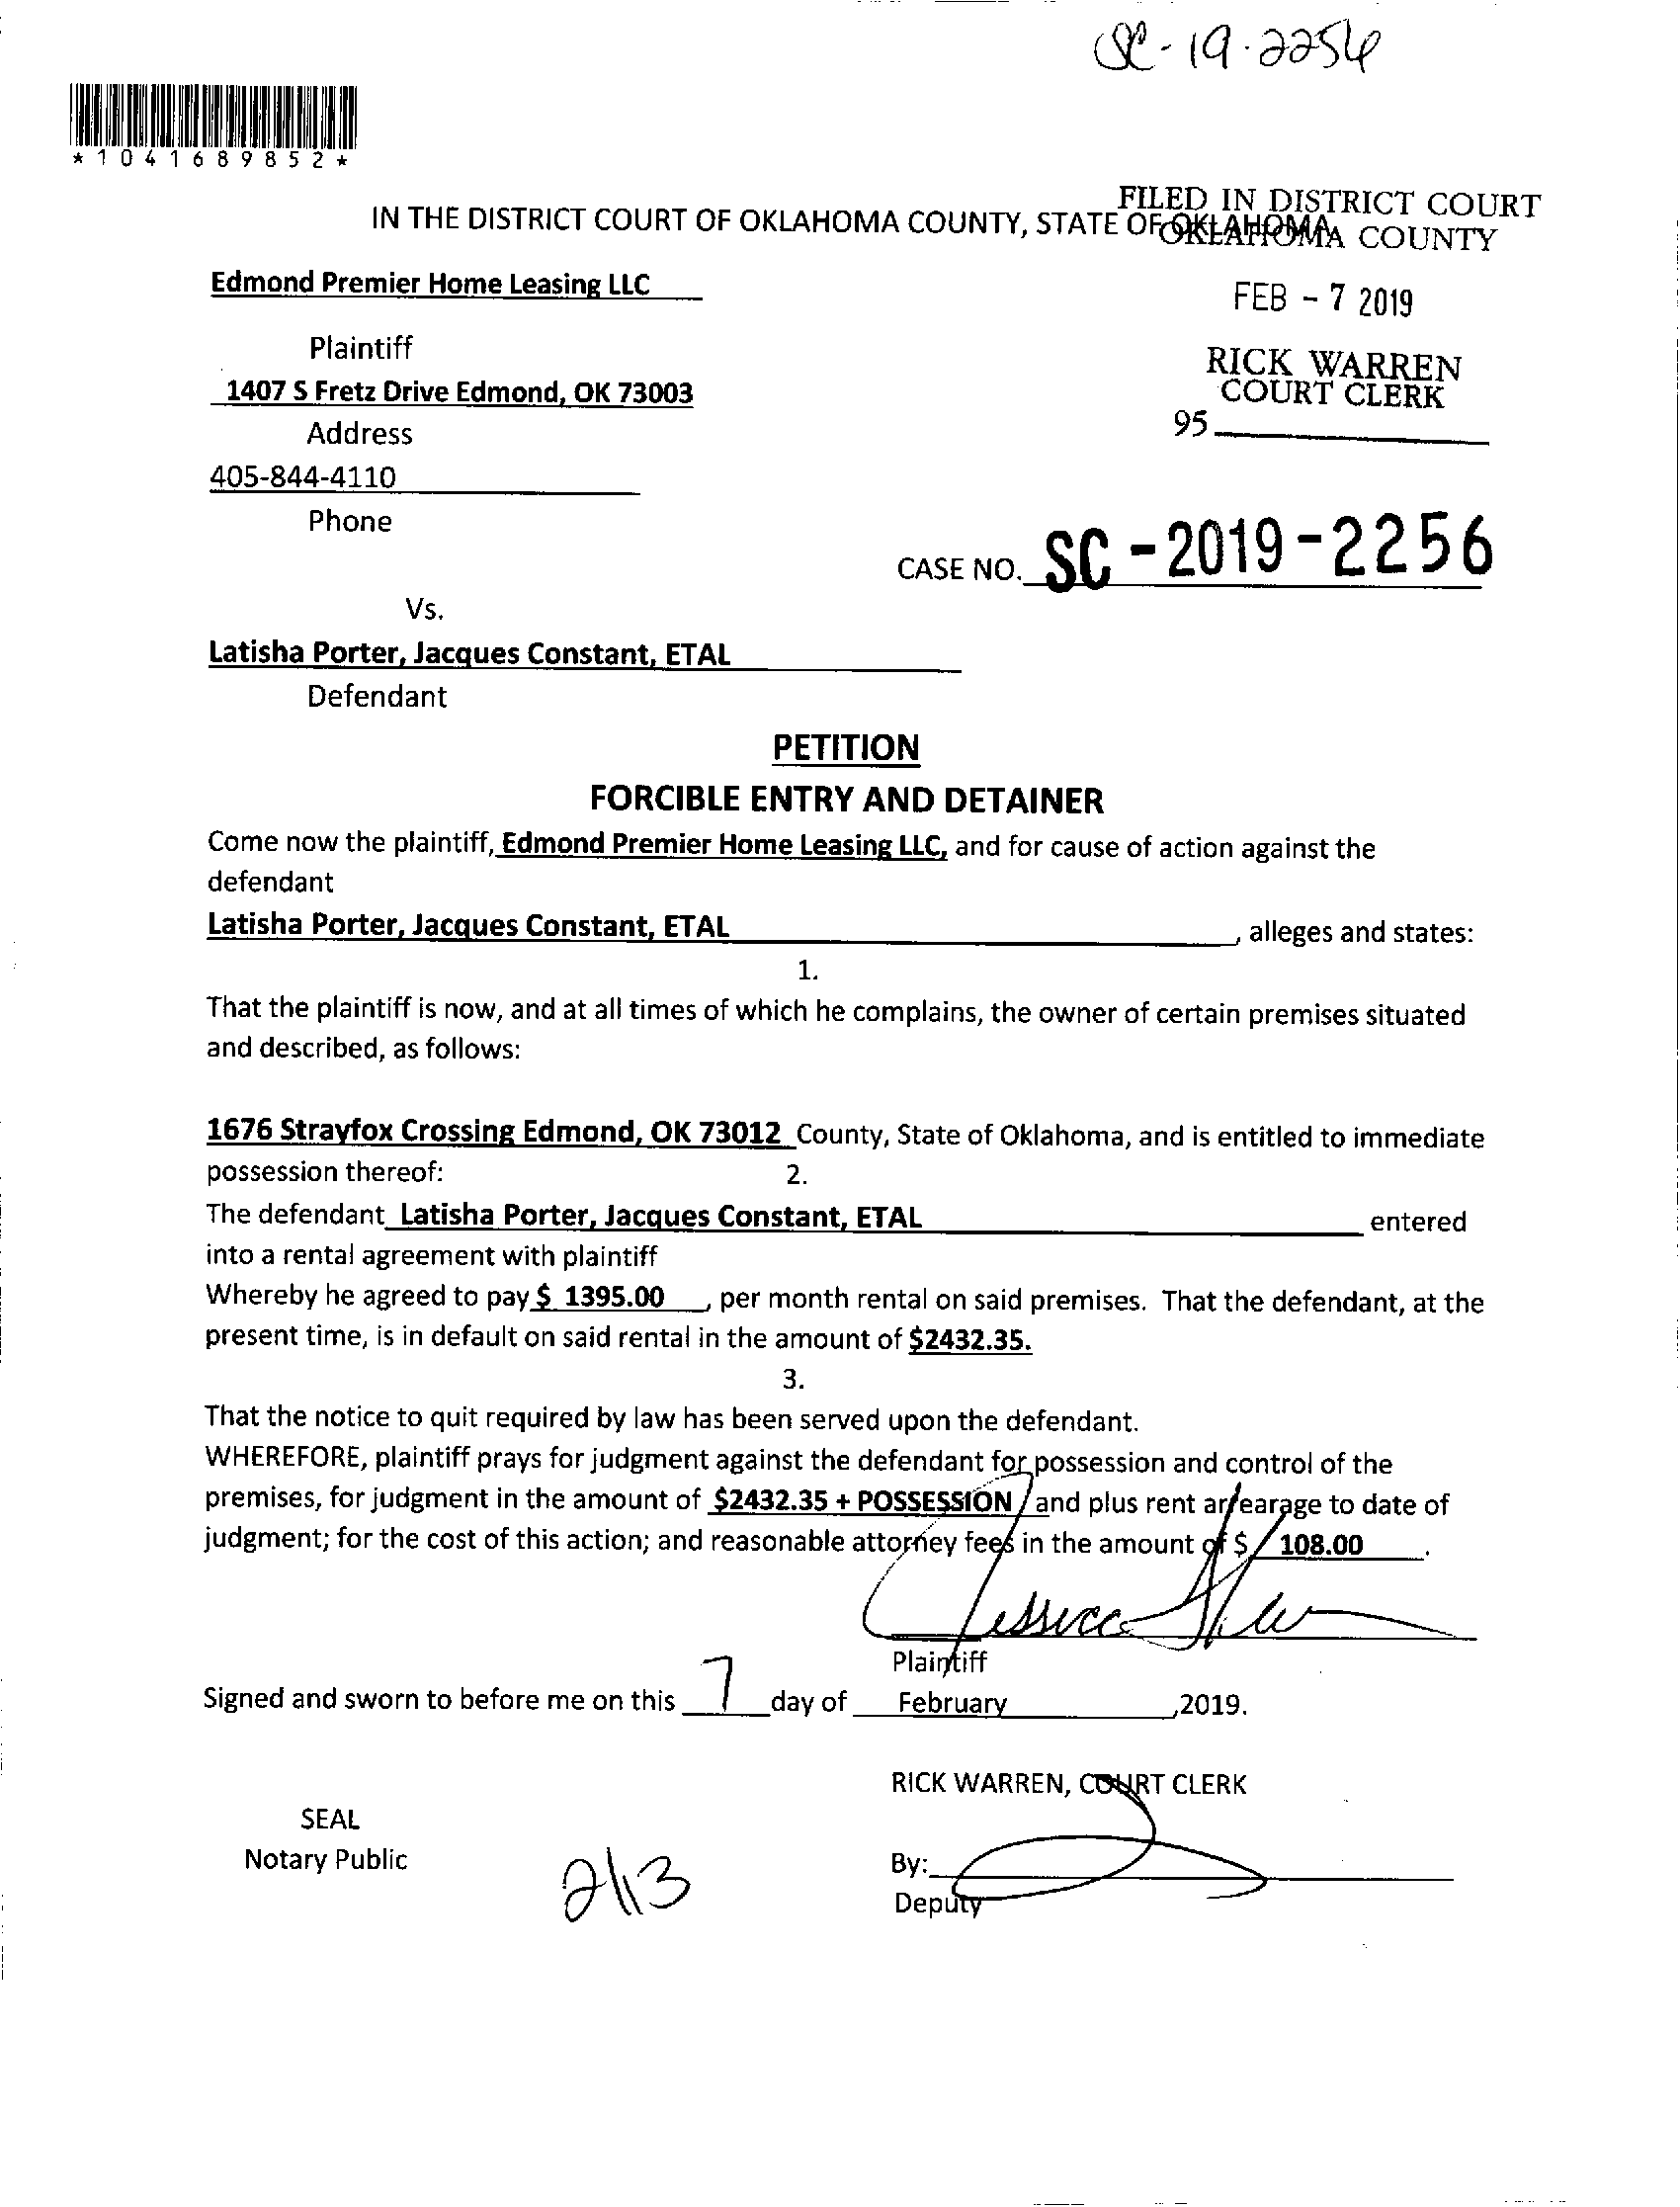 SC-19-2256
*1041689852*
FILED IN DISTRICT COURT
OKLAHOMA COUNTY
IN THE DISTRICT COURT OF OKLAHOMA COUNTY, STATE OF OKLAHOMA
Edmond Premier Home Leasing LLC
FEB - 7 2019
Plaintiff
RICK WARREN
COURT CLERK
1407 S Fretz Drive Edmond, OK 73003
95
Address
405-844-4110
Phone
CASE NO. SC - 2019 - 2256
Vs.
Latisha Porter, Jacques Constant, ETAL
Defendant
PETITION
FORCIBLE ENTRY AND DETAINER
Come now the plaintiff, Edmond Premier Home Leasing LLC, and for cause of action against the
defendant
Latisha Porter, Jacques Constant, ETAL, alleges and states:
1.
That the plaintiff is now, and at all times of which he complains, the owner of certain premises situated
and described, as follows:
1676 Strayfox Crossing Edmond, OK 73012 County, State of Oklahoma, and is entitled to immediate
possession thereof: 2.
The defendant Latisha Porter, Jacques Constant, ETAL entered
into a rental agreement with plaintiff
Whereby he agreed to pay $ 1395.00, per month rental on said premises. That the defendant, at the
present time, is in default on said rental in the amount of $2432.35.
3.
That the notice to quit required by law has been served upon the defendant.
WHEREFORE, plaintiff prays for judgment against the defendant for possession and control of the
premises, for judgment in the amount of $2432.35 + POSSESSION and plus rent arrearage to date of
judgment; for the cost of this action; and reasonable attorney fees in the amount of $ 108.00.
Jessica
Plaintiff
Signed and sworn to before me on this 7 day of February, 2019.
RICK WARREN, COURT CLERK
SEAL
Notary Public
2\13
By:
Deputy